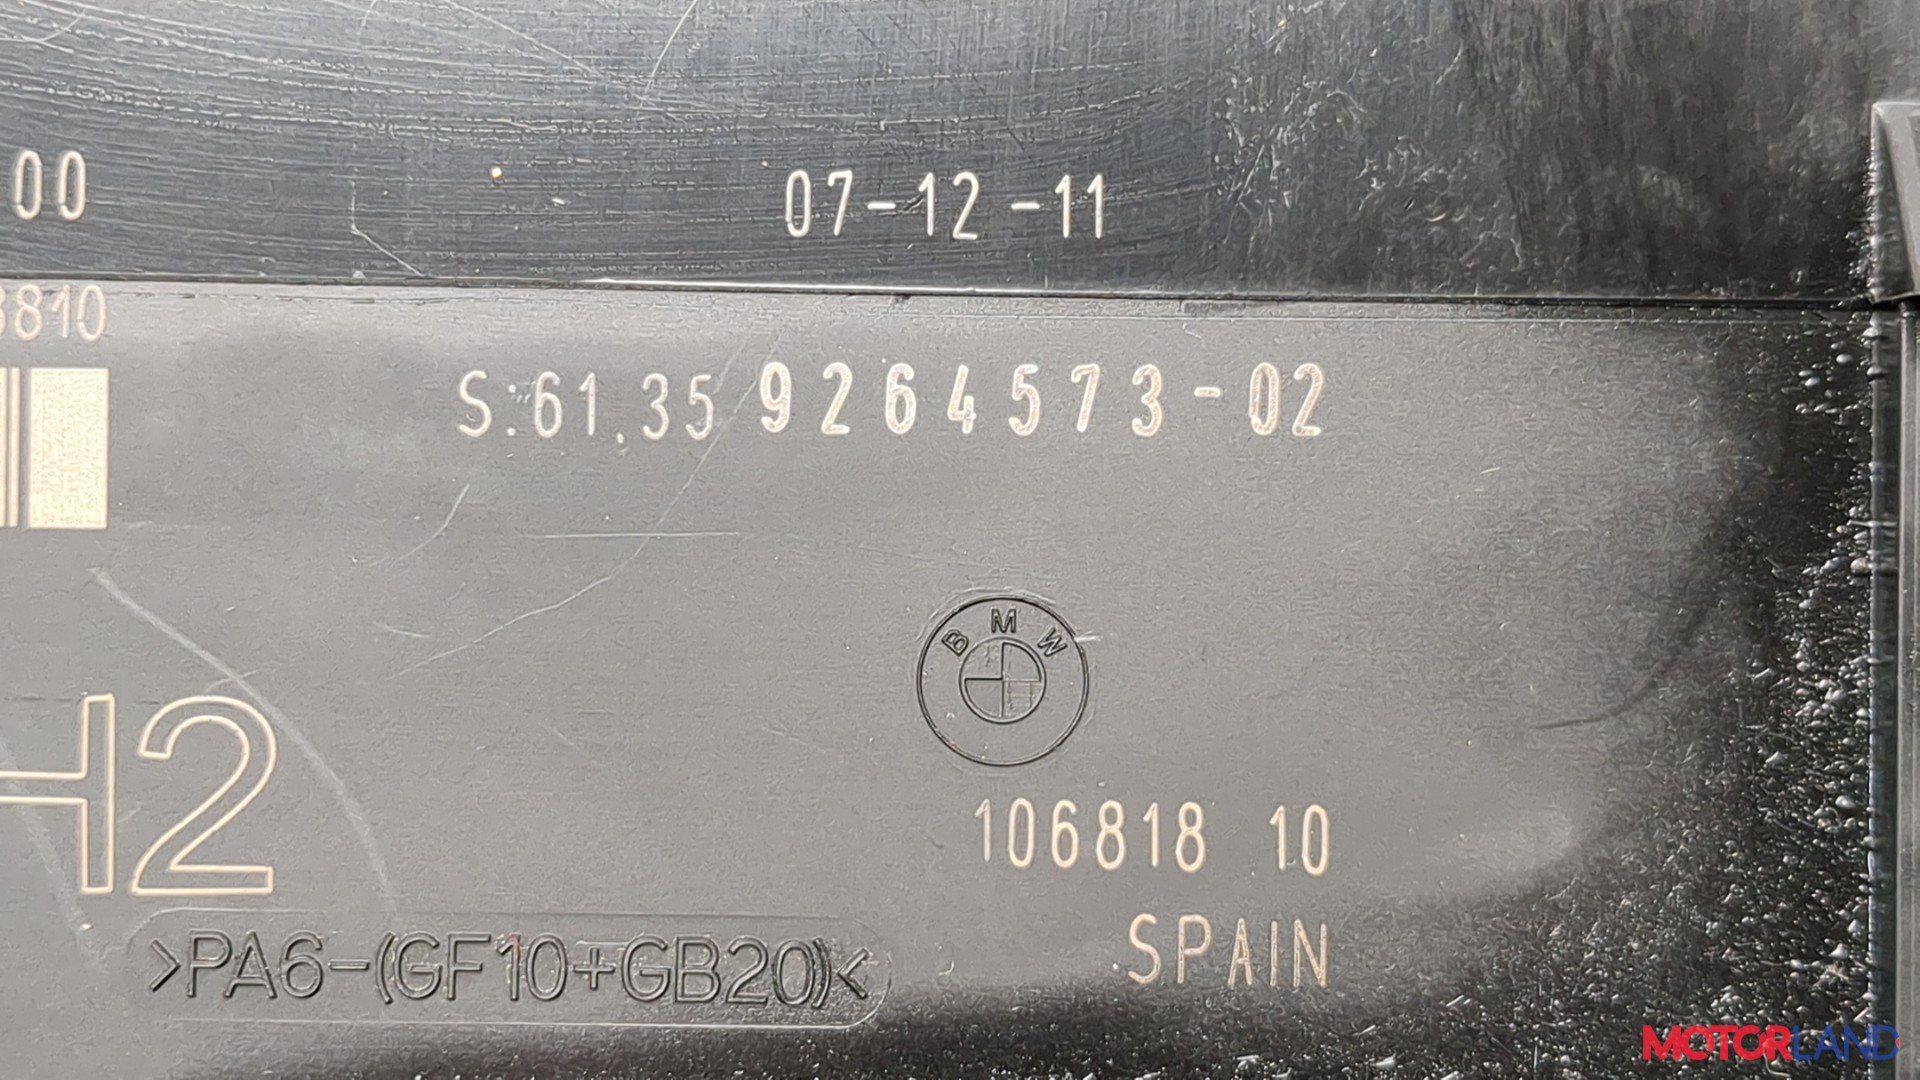 00
07-12-11
3810
S:61.35 9264573-02
BMW
H2
106818 10
SPAIN
>PA6-(GF10+GB20)<
MOTORLAND